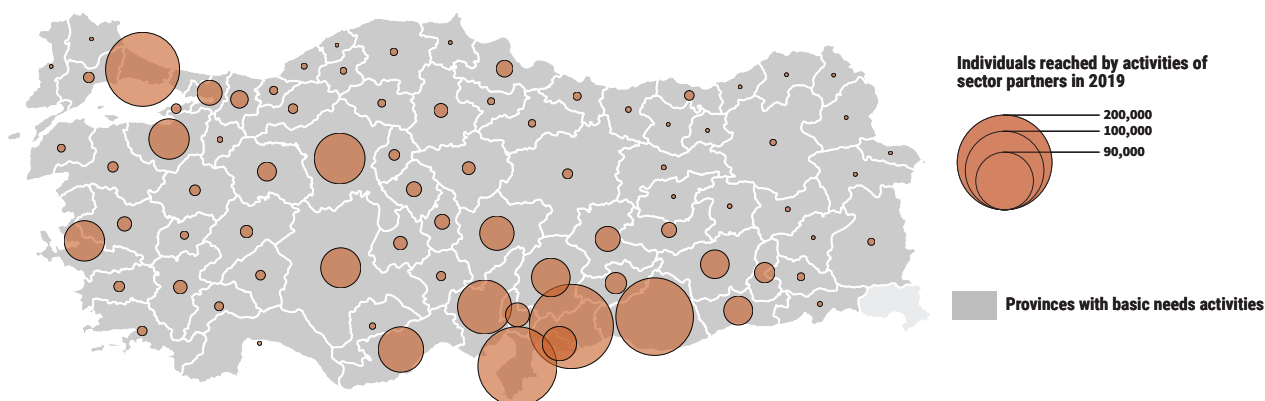 Individuals reached by activities of
sector partners in 2019
200,000
100,000
90,000
Provinces with basic needs activities